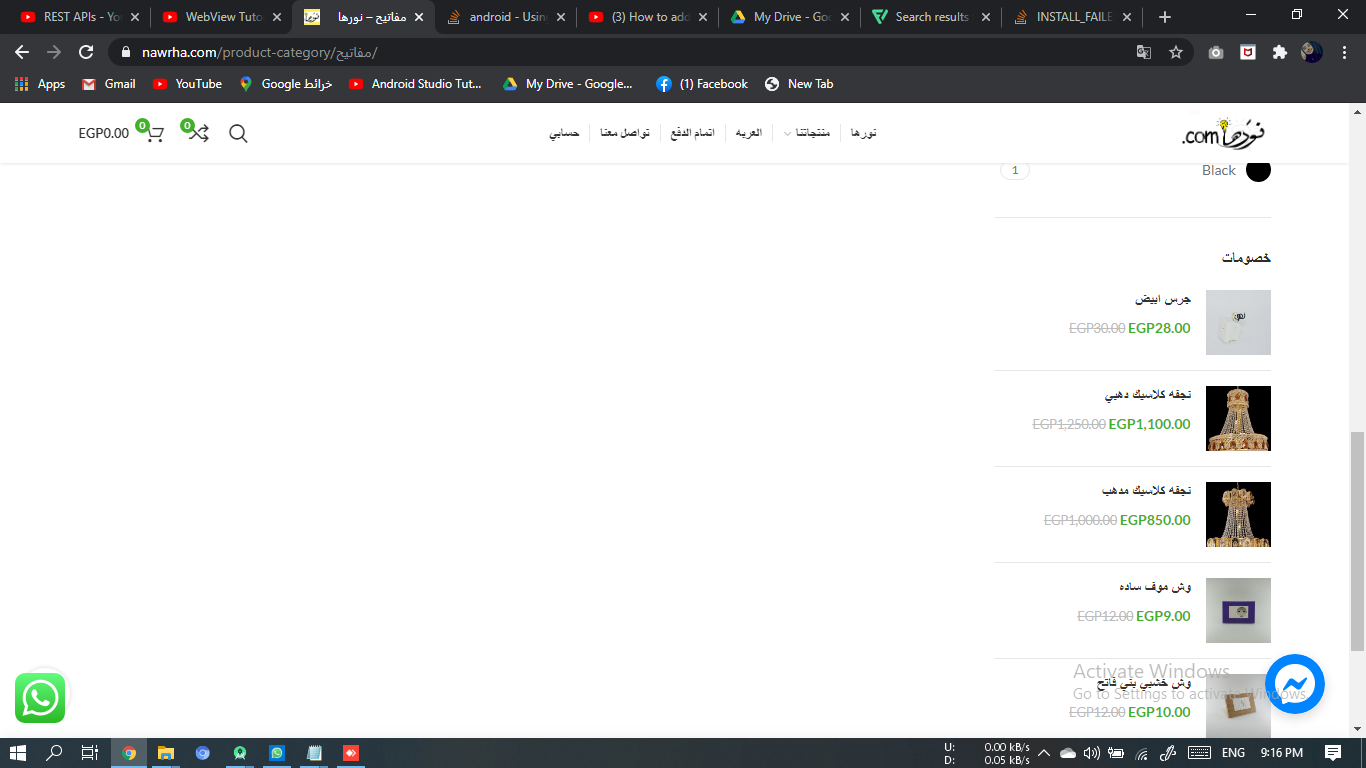 REST APIs - Yo
WebView Tuto
مفاتيح – نورها
android - Usin
(3) How to add
My Drive - Goo
Search results
INSTALL_FAILE
nawrha.com/product-category/مفاتيح/
Apps
Gmail
YouTube
خرائط Google
Android Studio Tut...
My Drive - Google...
(1) Facebook
New Tab
نورها.com
نورها
منتجاتنا
العربه
اتمام الدفع
تواصل معنا
حسابي
0
0
EGP0.00
Black
1
خصومات
جرس ابيض
EGP30.00 EGP28.00
نجفه كلاسيك دهبي
EGP1,250.00 EGP1,100.00
نجفه كلاسيك مدهب
EGP1,000.00 EGP850.00
وش موف ساده
EGP12.00 EGP9.00
وش خشبي بني فاتح
EGP12.00 EGP10.00
Activate Windows
Go to Settings to activate Windows.
U: 0.00 kB/s
D: 0.05 kB/s
ENG
9:16 PM